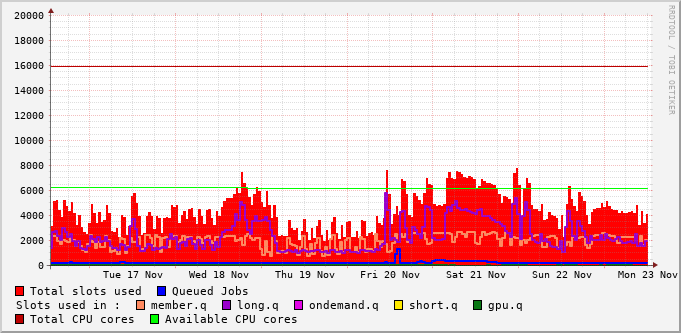 RRDTOOL / TOBI OETIKER
20000
18000
16000
14000
12000
10000
8000
6000
4000
2000
0
Tue 17 Nov Wed 18 Nov Thu 19 Nov Fri 20 Nov Sat 21 Nov Sun 22 Nov Mon 23 Nov
Total slots used Queued Jobs
Slots used in : member.q long.q ondemand.q short.q gpu.q
Total CPU cores Available CPU cores